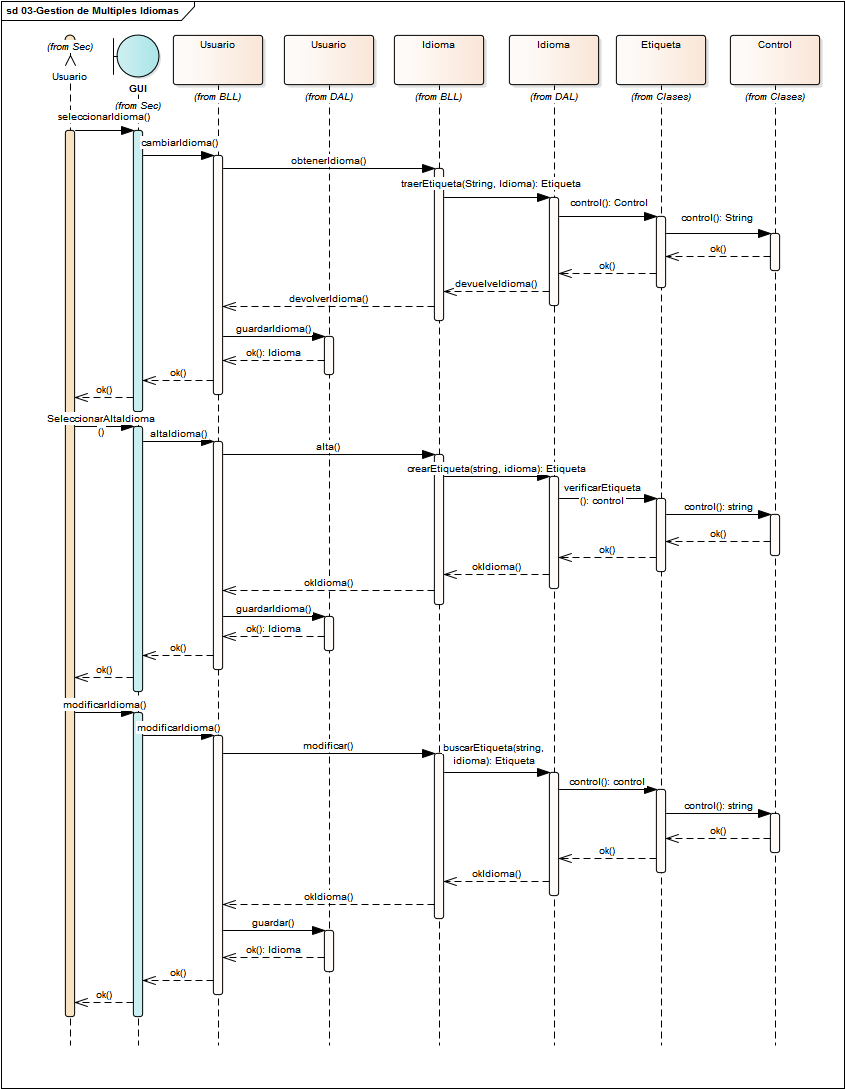 sd 03-Gestion de Multiples Idiomas
(from Sec)
Usuario
GUI
(from Sec)
Usuario
(from BLL)
Usuario
(from DAL)
Idioma
(from BLL)
Idioma
(from DAL)
Etiqueta
(from Clases)
Control
(from Clases)
seleccionarIdioma()
cambiarIdioma()
obtenerIdioma()
traerEtiqueta(String, Idioma): Etiqueta
control(): Control
control(): String
ok()
ok()
devuelveIdioma()
devolverIdioma()
guardarIdioma()
ok(): Idioma
ok()
ok()
SeleccionarAltaIdioma
()
altaIdioma()
alta()
crearEtiqueta(string, idioma): Etiqueta
verificarEtiqueta
(): control
control(): string
ok()
ok()
okIdioma()
okIdioma()
guardarIdioma()
ok(): Idioma
ok()
ok()
modificarIdioma()
modificarIdioma()
modificar()
buscarEtiqueta(string,
idioma): Etiqueta
control(): control
control(): string
ok()
ok()
okIdioma()
okIdioma()
guardar()
ok(): Idioma
ok()
ok()